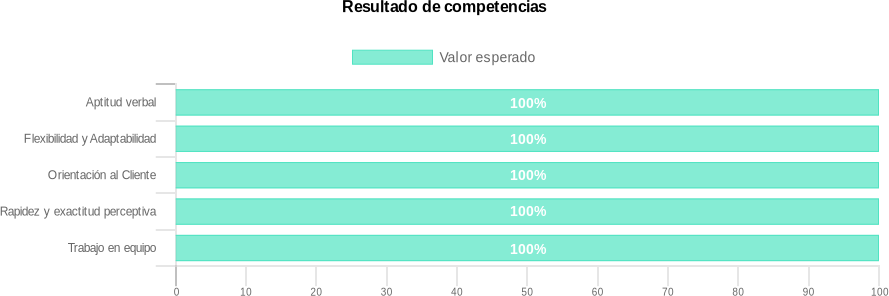 Resultado de competencias
Valor esperado
Aptitud verbal 100%
Flexibilidad y Adaptabilidad 100%
Orientación al Cliente 100%
Rapidez y exactitud perceptiva 100%
Trabajo en equipo 100%
0 10 20 30 40 50 60 70 80 90 100